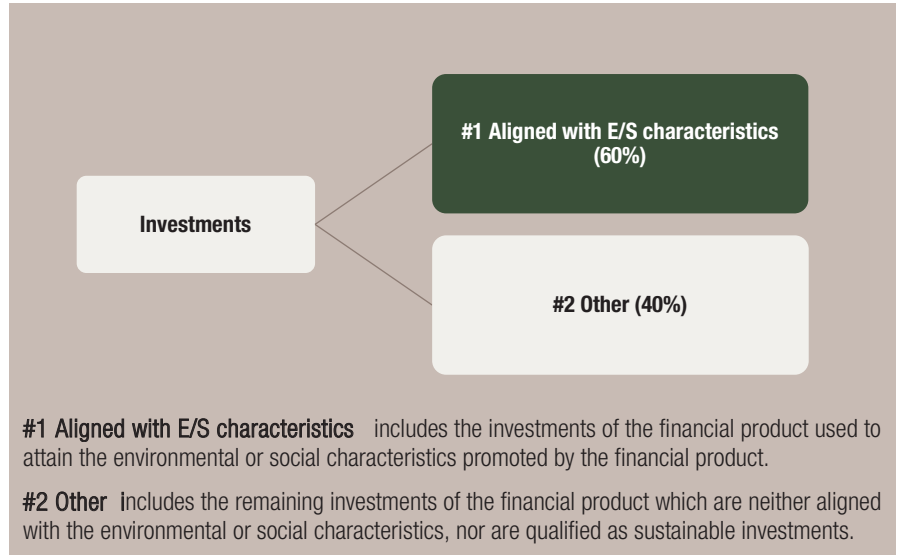 #1 Aligned with E/S characteristics
(60%)
Investments
#2 Other (40%)
#1 Aligned with E/S characteristics includes the investments of the financial product used to
attain the environmental or social characteristics promoted by the financial product.
#2 Other includes the remaining investments of the financial product which are neither aligned
with the environmental or social characteristics, nor are qualified as sustainable investments.